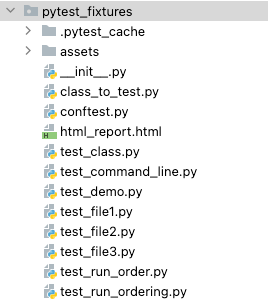 pytest_fixtures
.pytest_cache
assets
__init__.py
class_to_test.py
conftest.py
html_report.html
test_class.py
test_command_line.py
test_demo.py
test_file1.py
test_file2.py
test_file3.py
test_run_order.py
test_run_ordering.py